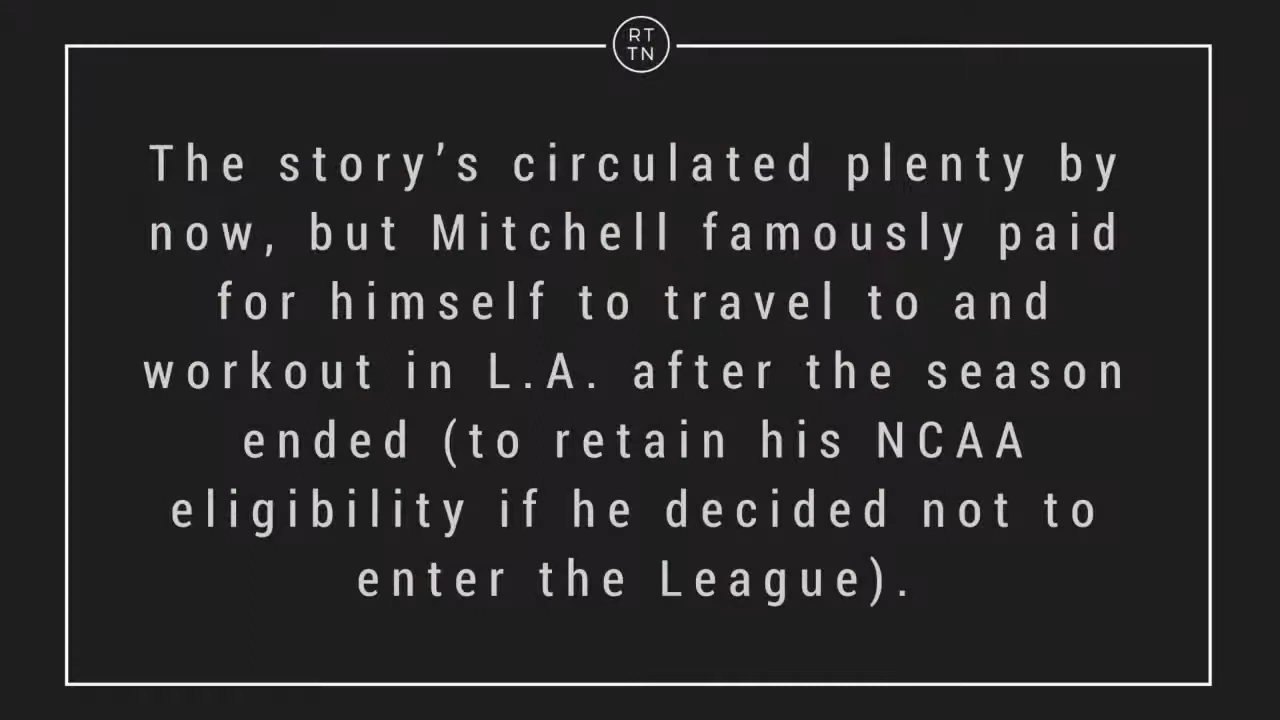 RT
TN
The story’s circulated plenty by
now, but Mitchell famously paid
for himself to travel to and
workout in L.A. after the season
ended (to retain his NCAA
eligibility if he decided not to
enter the League).